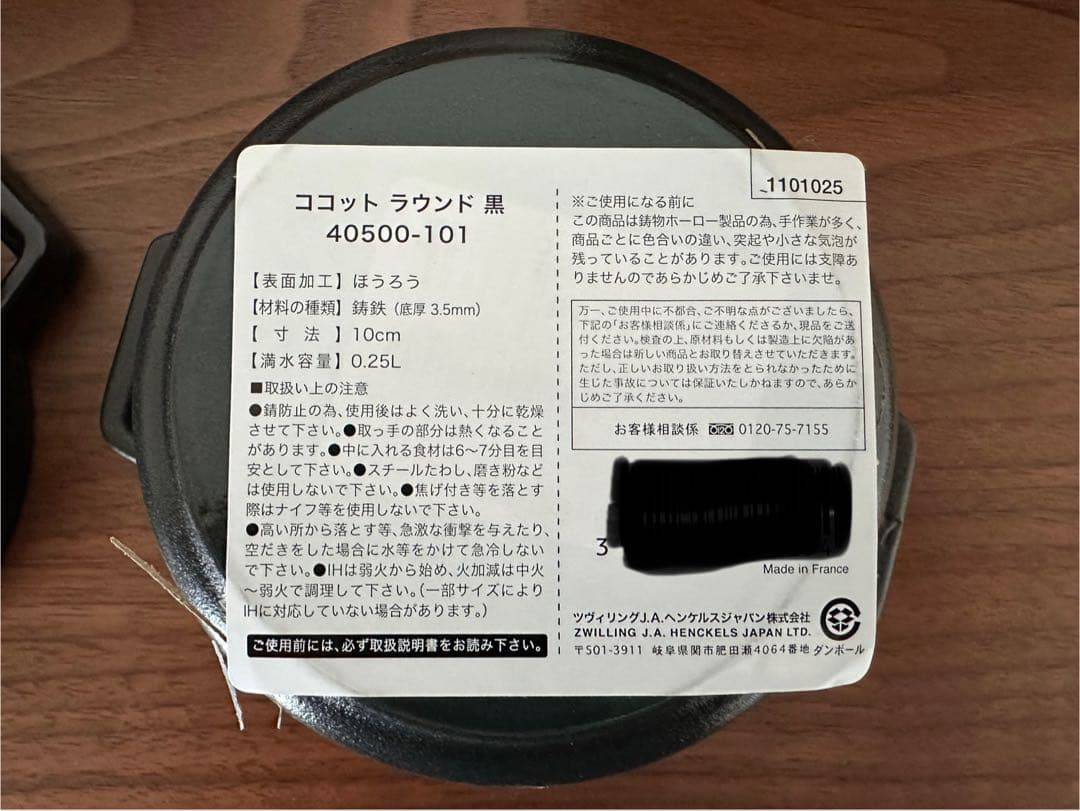 ココット ラウンド 黒
40500-101
【表面加工】ほうろう
【材料の種類】鋳鉄（底厚 3.5mm）
【 寸 法 】10cm
【満水容量】0.25L
■取扱い上の注意
●錆防止の為、使用後はよく洗い、十分に乾燥
させて下さい。●取っ手の部分は熱くなること
があります。●中に入れる食材は6〜7分目を目
安として下さい。●スチールたわし、磨き粉など
は使用しないで下さい。●焦げ付き等を落とす
際はナイフ等を使用しないで下さい。
●高い所から落とす等、急激な衝撃を与えたり、
空だきをした場合に水等をかけて急冷しない
で下さい。●IHは弱火から始め、火加減は中火
〜弱火で調理して下さい。（一部サイズにより
IHに対応していない場合があります。）
ご使用前には、必ず取扱説明書をお読み下さい。
1101025
※ご使用になる前に
この商品は鋳物ホーロー製品の為、手作業が多く、
商品ごとに色合いの違い、突起や小さな気泡が
残っていることがあります。ご使用には支障あ
りませんのであらかじめご了承下さいませ。
万一、ご使用中に不都合、ご不明な点がございましたら、
下記の「お客様相談係」にご連絡くださるか、現品をご送
付ください。検査の上、原材料もしくは製造上に欠陥があ
った場合は新しい商品とお取り替えさせていただきます。
ただし、正しいお取り扱い方法をとられなかったために
生じた事故については保証いたしかねますので、あらか
じめご了承ください。
お客様相談係 0120-75-7155
3
Made in France
ツヴィリングJ.A.ヘンケルスジャパン株式会社
ZWILLING J.A. HENCKELS JAPAN LTD.
〒501-3911 岐阜県関市肥田瀬4064番地 ダンボール